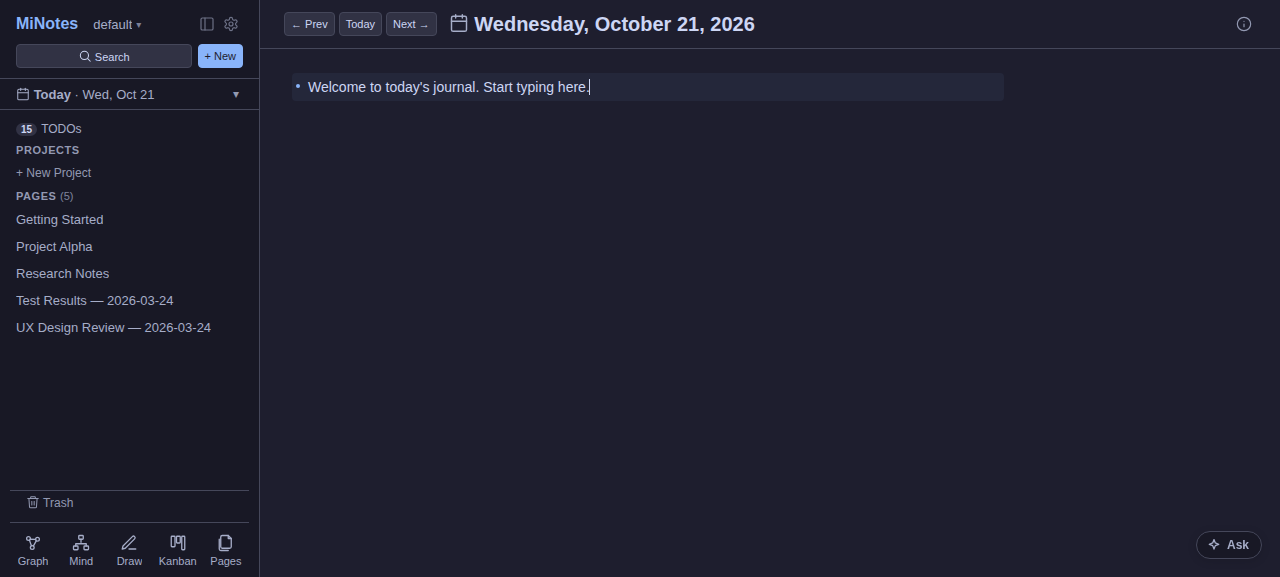 MiNotes default ▾
Search
+ New
Today · Wed, Oct 21 ▾
15 TODOs
PROJECTS
+ New Project
PAGES (5)
Getting Started
Project Alpha
Research Notes
Test Results — 2026-03-24
UX Design Review — 2026-03-24
Trash
Graph Mind Draw Kanban Pages
← Prev Today Next → Wednesday, October 21, 2026
• Welcome to today's journal. Start typing here.
Ask